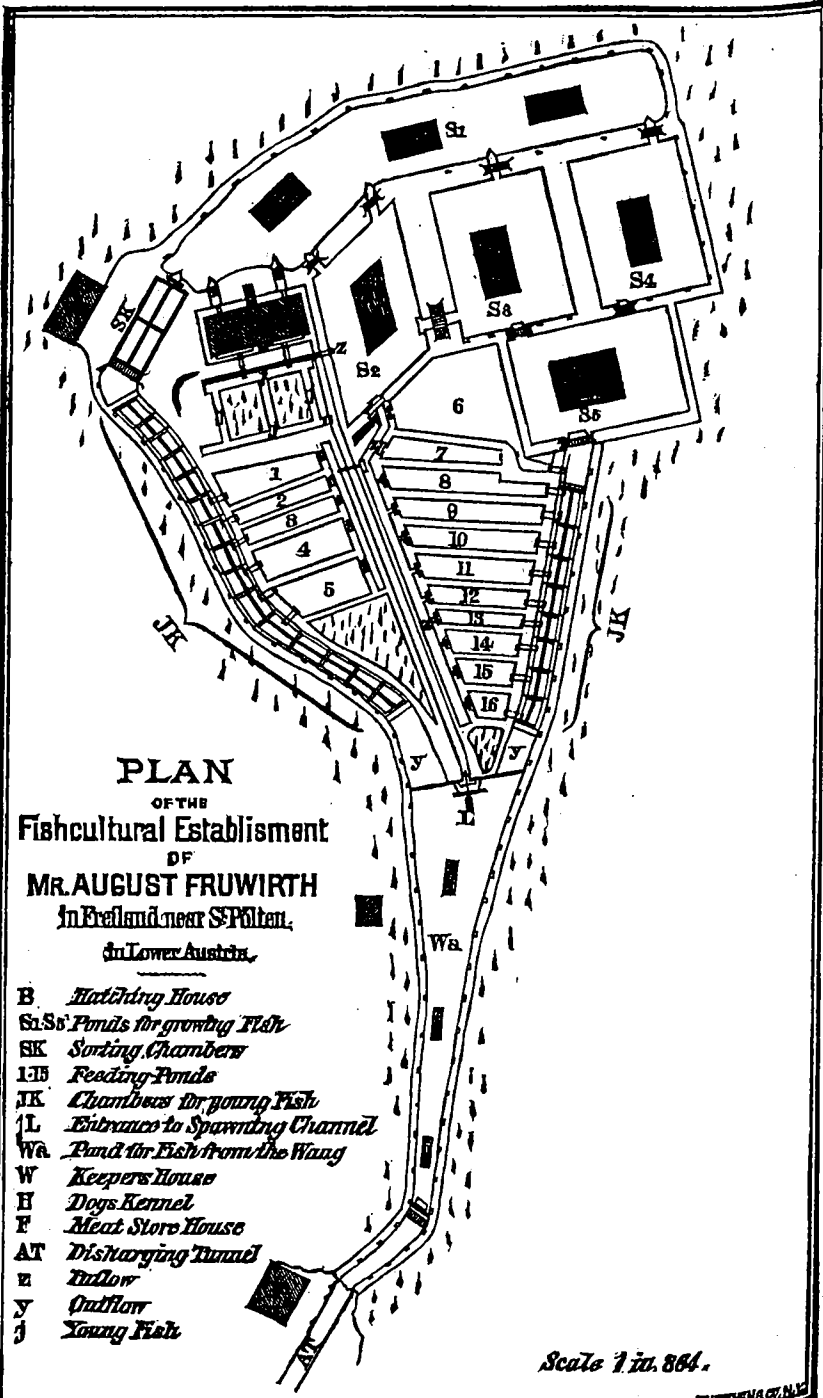 S1
SK
S3
S4
z
S2
S5
6
1
7
2
8
3
9
4
10
11
5
12
13
14
15
16
JK
JK
y
y
L
PLAN
OF THE
Fishcultural Establisment
OF
MR. AUGUST FRUWIRTH
in Freiland near St Pölten,
in Lower Austria.
Wa
B Hatching House
S1-S5 Ponds for growing Fish
SK Sorting Chambers
1-15 Feeding Ponds
JK Chambers for young Fish
L Entrance to Spawning Channel
Wa Pond for Fish from the Wang
W Keepers House
H Dogs Kennel
F Meat Store House
AT Discharging Tunnel
z Inflow
y Outflow
j Young Fish
AT
Scale 1 in. 864.